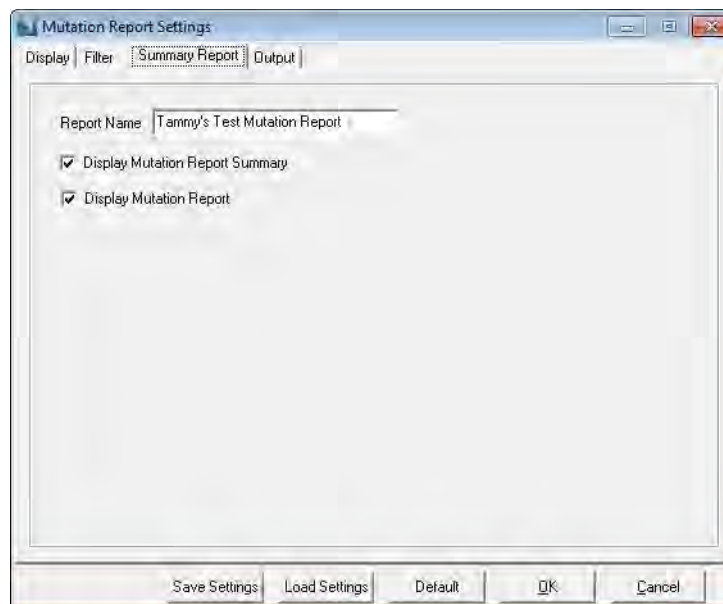 Mutation Report Settings
Display Filter Summary Report Output
Report Name Tammy's Test Mutation Report
Display Mutation Report Summary
Display Mutation Report
Save Settings Load Settings Default OK Cancel